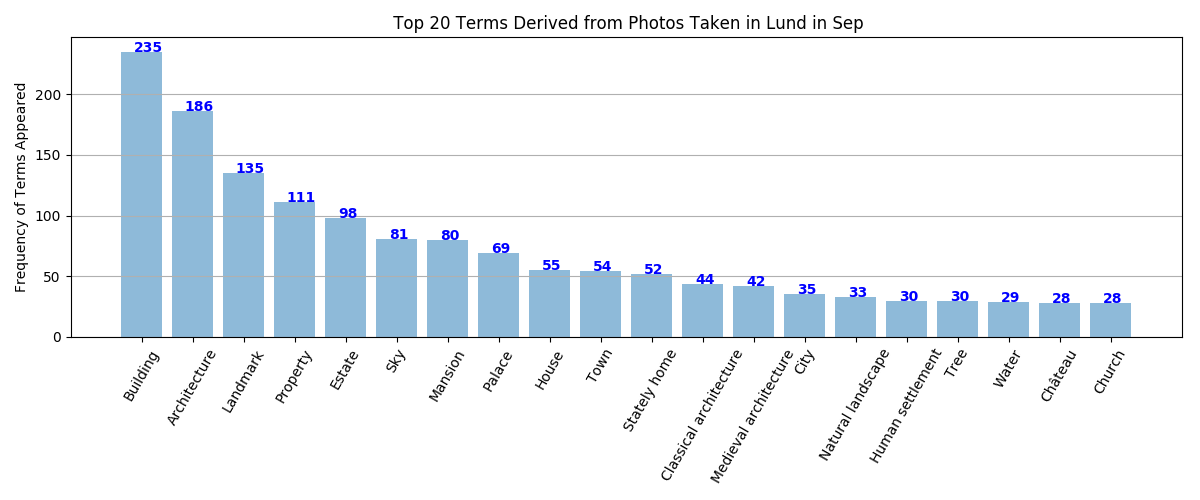 Top 20 Terms Derived from Photos Taken in Lund in Sep
Frequency of Terms Appeared
200
150
100
50
0
235
186
135
111
98
81
80
69
55
54
52
44
42
35
33
30
30
29
28
28
Building
Architecture
Landmark
Property
Estate
Sky
Mansion
Palace
House
Town
Stately home
Classical architecture
Medieval architecture
City
Natural landscape
Human settlement
Tree
Water
Château
Church